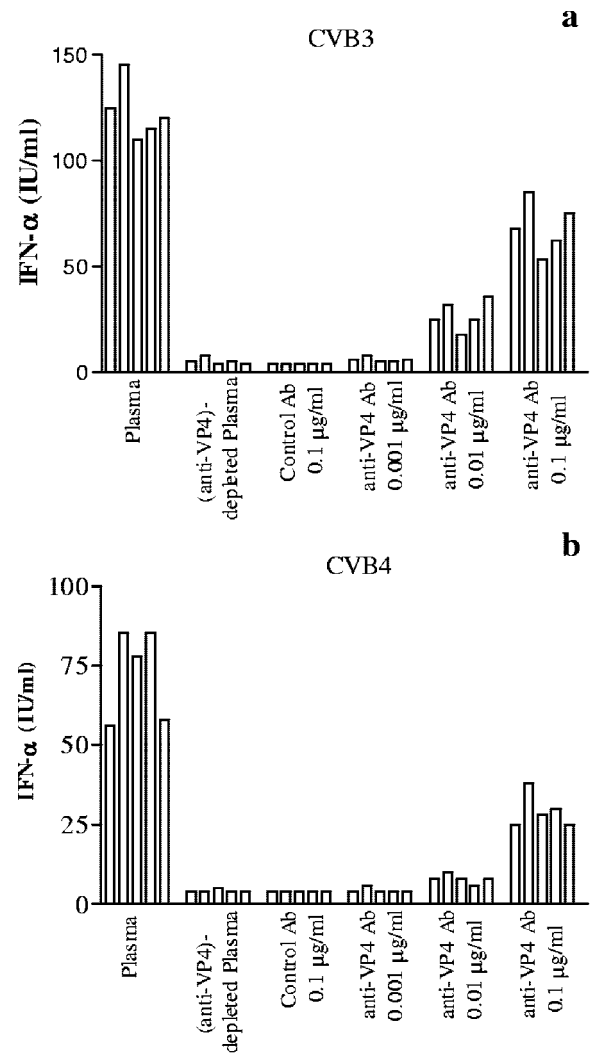 a
CVB3
IFN-α (IU/ml)
150
100
50
0
Plasma
(anti-VP4)-
depleted Plasma
Control Ab
0.1 µg/ml
anti-VP4 Ab
0.001 µg/ml
anti-VP4 Ab
0.01 µg/ml
anti-VP4 Ab
0.1 µg/ml
b
CVB4
IFN-α (IU/ml)
100
75
50
25
0
Plasma
(anti-VP4)-
depleted Plasma
Control Ab
0.1 µg/ml
anti-VP4 Ab
0.001 µg/ml
anti-VP4 Ab
0.01 µg/ml
anti-VP4 Ab
0.1 µg/ml